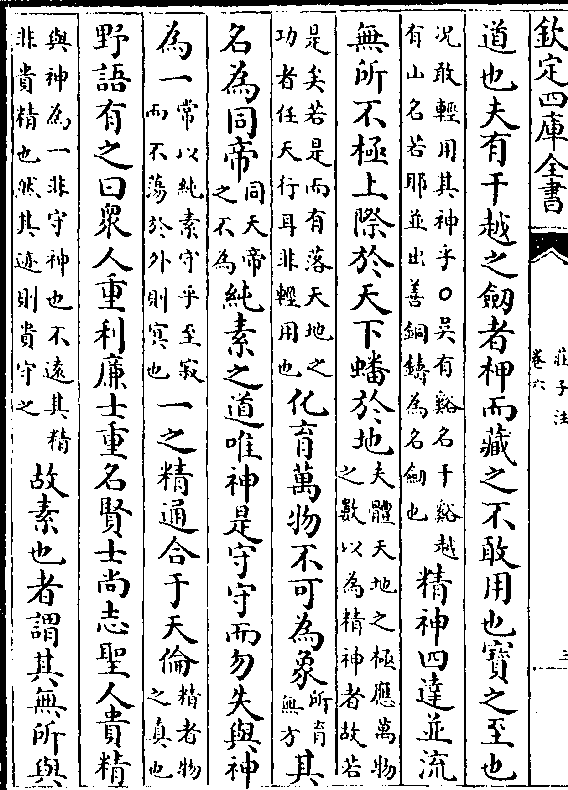 欽定四庫全書
莊子注
卷六
三
道也夫有干越之劒者柙而藏之不敢用也寶之至也
况敢輕用其神乎○吳有谿名干谿越
有山名若耶並出善銅鑄為名劒也
精神四達並流
無所不極上際於天下蟠於地
夫體天地之極應萬物
之數以為精神者故若
是矣若是而有落天地之
功者任天行耳非輕用也
化育萬物不可為象
所育
無方
其
名為同帝
同天帝
之不為
純素之道唯神是守守而勿失與神
為一
常以純素守乎至寂
而不蕩於外則冥也
一之精通合于天倫
精者物
之真也
野語有之曰衆人重利廉士重名賢士尚志聖人貴精
與神為一非守神也不遠其精
非貴精也然其迹則貴守之
故素也者謂其無所與